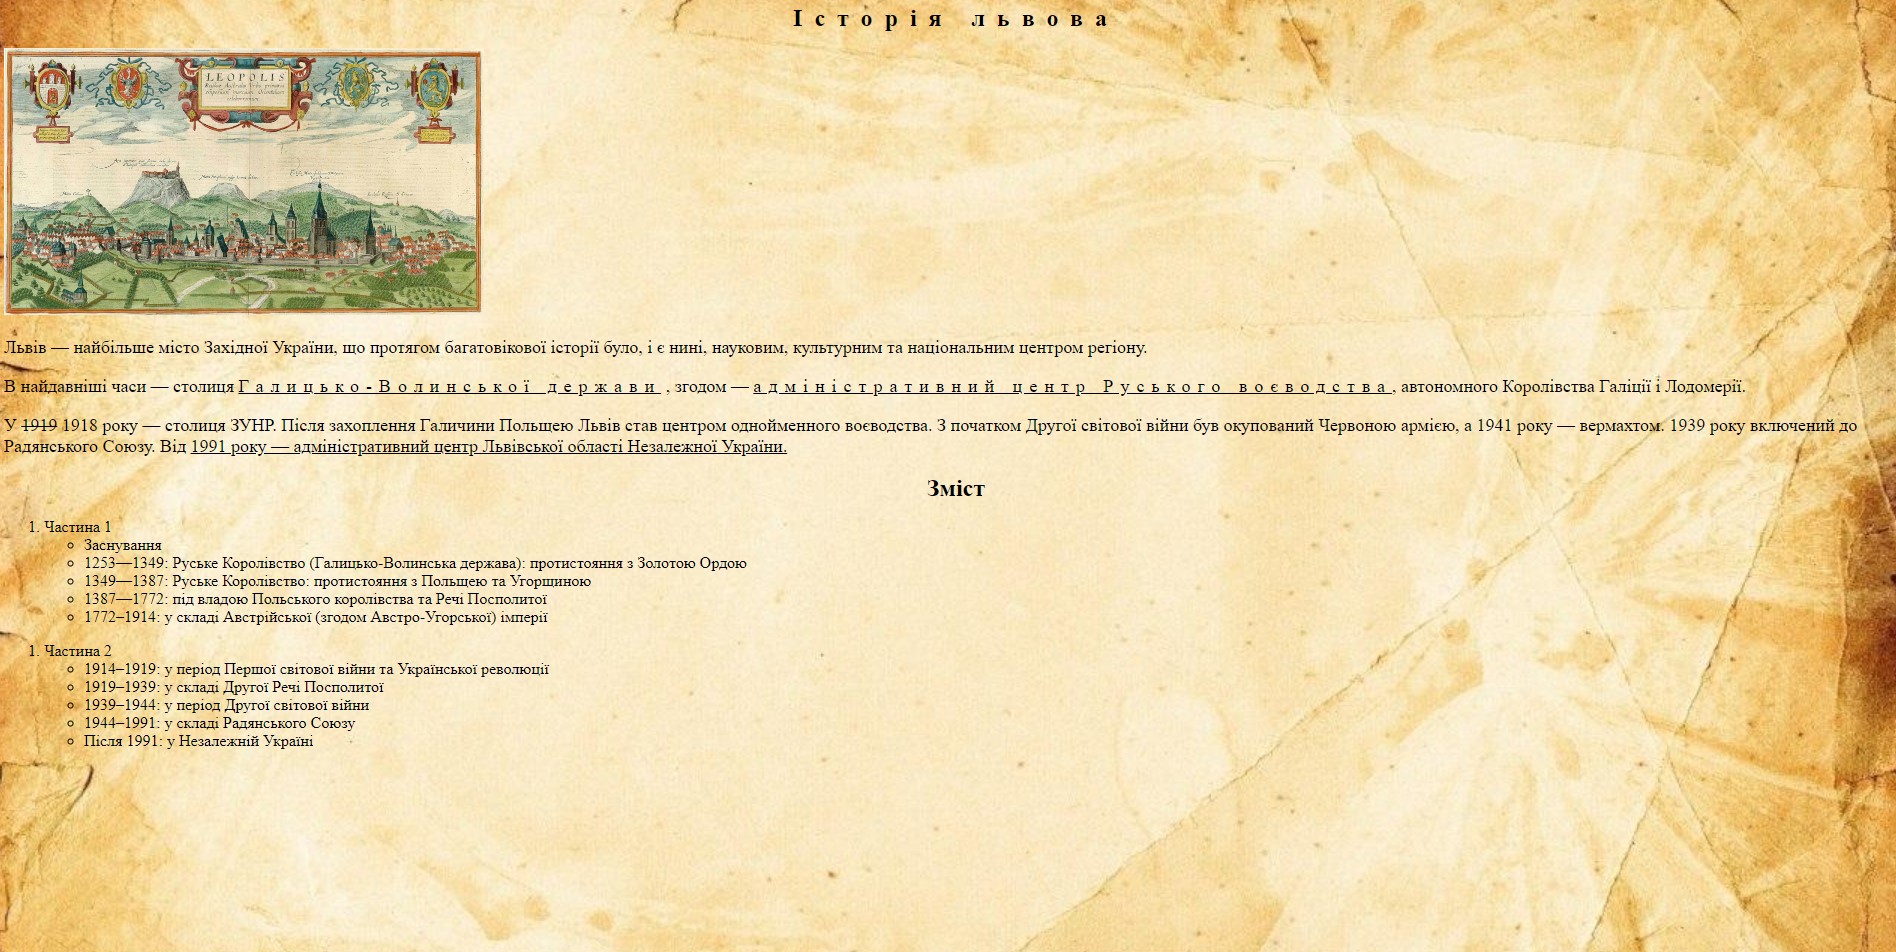 Історія львова
LEOPOLIS
Львів — найбільше місто Західної України, що протягом багатовікової історії було, і є нині, науковим, культурним та національним центром регіону.
В найдавніші часи — столиця Галицько-Волинської держави , згодом — адміністративний центр Руського воєводства, автономного Королівства Галіції і Лодомерії.
У 1919 1918 року — столиця ЗУНР. Після захоплення Галичини Польщею Львів став центром однойменного воєводства. З початком Другої світової війни був окупований Червоною армією, а 1941 року — вермахтом. 1939 року включений до
Радянського Союзу. Від 1991 року — адміністративний центр Львівської області Незалежної України.
Зміст
1. Частина 1
Заснування
1253—1349: Руське Королівство (Галицько-Волинська держава): протистояння з Золотою Ордою
1349—1387: Руське Королівство: протистояння з Польщею та Угорщиною
1387—1772: під владою Польського королівства та Речі Посполитої
1772–1914: у складі Австрійської (згодом Австро-Угорської) імперії
1. Частина 2
1914–1919: у період Першої світової війни та Української революції
1919–1939: у складі Другої Речі Посполитої
1939–1944: у період Другої світової війни
1944–1991: у складі Радянського Союзу
Після 1991: у Незалежній Україні